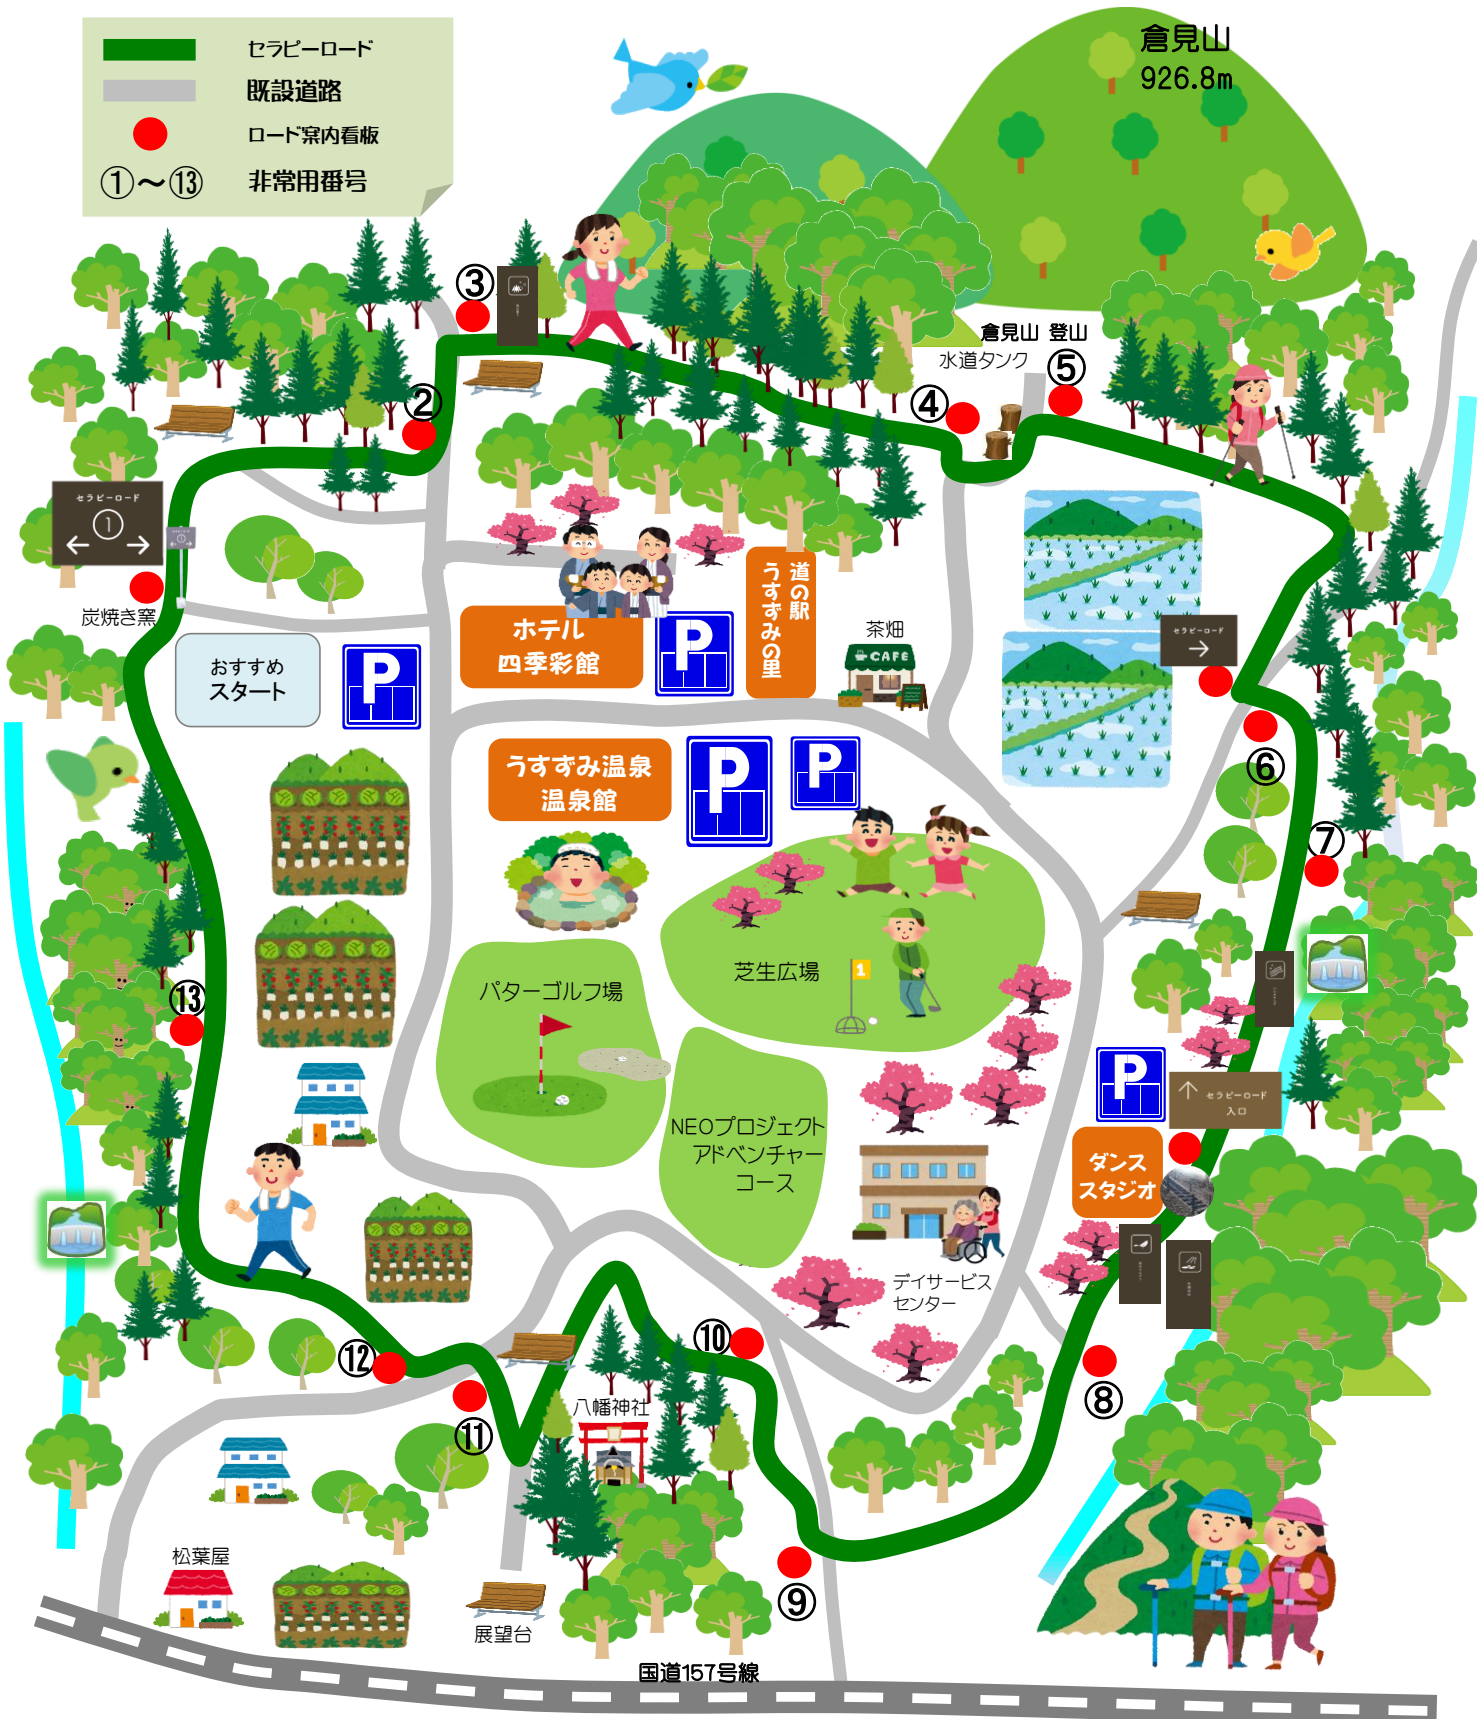 セラピーロード
既設道路
ロード案内看板
①～⑬
非常用番号
倉見山
926.8m
③
倉見山 登山
水道タンク
⑤
④
②
セラピーロード
①
炭焼き窯
おすすめ
スタート
P
ホテル
四季彩館
P
道の駅
うすずみの里
茶畑
CAFE
セラピーロード
⑥
うすずみ温泉
温泉館
P
P
⑦
芝生広場
1
パターゴルフ場
⑬
NEOプロジェクト
アドベンチャー
コース
P
セラピーロード
入口
ダンス
スタジオ
デイサービス
センター
⑧
⑩
⑫
⑪
八幡神社
⑨
松葉屋
展望台
国道157号線